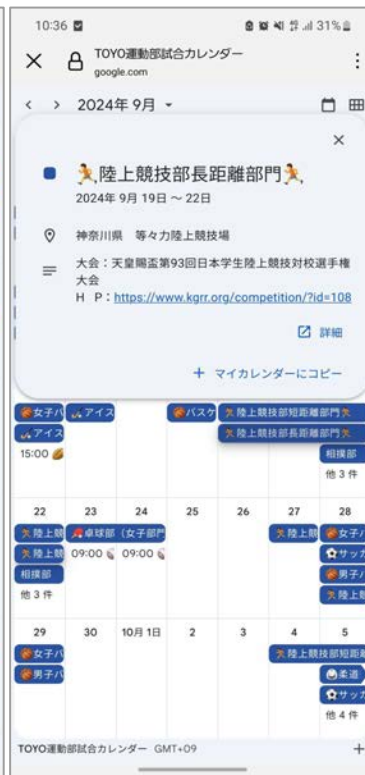 10:36
31%
TOYO運動部試合カレンダー
google.com
2024年 9月
🏃陸上競技部長距離部門🏃
2024年 9月 19日 ～ 22日
神奈川県 等々力陸上競技場
大会：天皇賜盃第93回日本学生陸上競技対校選手権
大会
H P：https://www.kgrr.org/competition/?id=108
詳細
+ マイカレンダーにコピー
🏀女子バ
アイス
🏀バスケ
🏃陸上競技部短距離部門🏃
アイス
🏃陸上競技部長距離部門🏃
15:00
相撲部
他 3 件
22 23 24 25 26 27 28
🏃陸上競
卓球部（女子部門
🏃陸上競
🏀女子バ
🏃陸上競
09:00
09:00
⚽サッカ
相撲部
🏀男子バ
他 3 件
🏃陸上競
29 30 10月 1日 2 3 4 5
🏀女子バ
🏃陸上競技部短距離
🏀男子バ
柔道
⚽サッカ
他 4 件
TOYO運動部試合カレンダー GMT+09
+